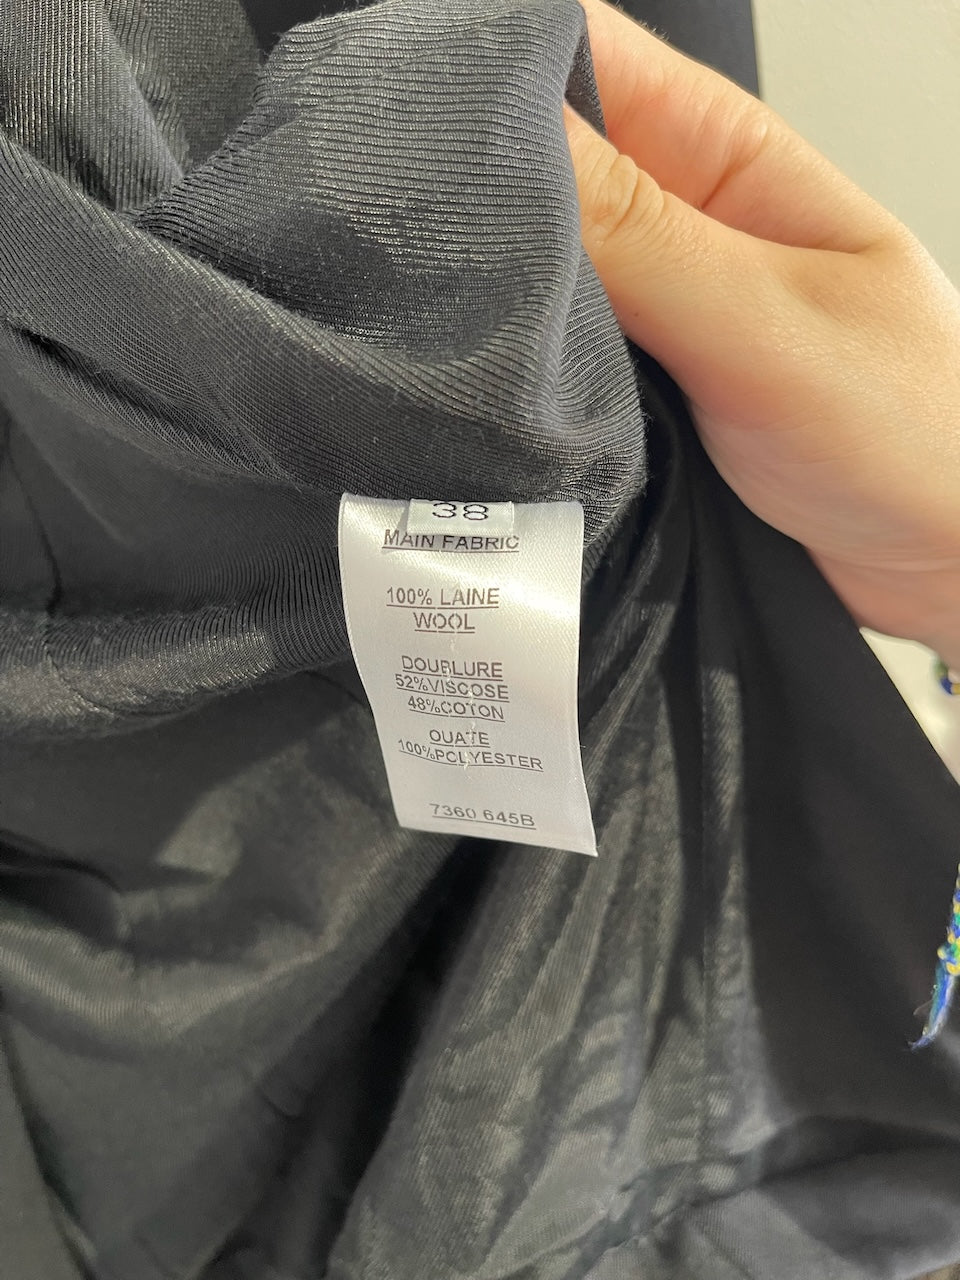 38
MAIN FABRIC
100% LAINE
WOOL
DOUBLURE
52%VISCOSE
48%COTON
OUATE
100%POLYESTER
7360 645B